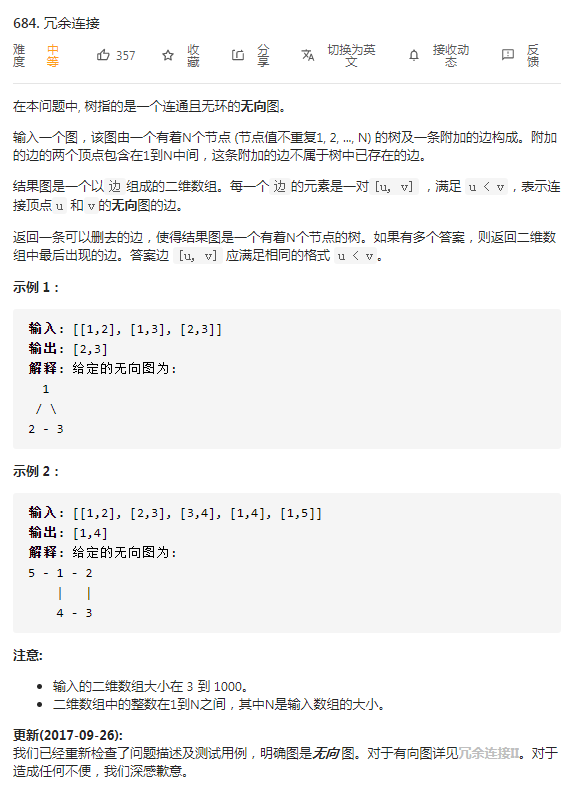 684. 冗余连接
难度 中等 357 收藏 分享 切换为英文 接收动态 反馈
在本问题中, 树指的是一个连通且无环的无向图。
输入一个图，该图由一个有着N个节点 (节点值不重复1, 2, ..., N) 的树及一条附加的边构成。附加
的边的两个顶点包含在1到N中间，这条附加的边不属于树中已存在的边。
结果图是一个以 边 组成的二维数组。每一个 边 的元素是一对 [u, v] ，满足 u < v，表示连
接顶点 u 和 v 的无向图的边。
返回一条可以删去的边，使得结果图是一个有着N个节点的树。如果有多个答案，则返回二维数
组中最后出现的边。答案边 [u, v] 应满足相同的格式 u < v。
示例 1：
输入: [[1,2], [1,3], [2,3]]
输出: [2,3]
解释: 给定的无向图为:
1
/ \
2 - 3
示例 2：
输入: [[1,2], [2,3], [3,4], [1,4], [1,5]]
输出: [1,4]
解释: 给定的无向图为:
5 - 1 - 2
| |
4 - 3
注意:
• 输入的二维数组大小在 3 到 1000。
• 二维数组中的整数在1到N之间，其中N是输入数组的大小。
更新(2017-09-26):
我们已经重新检查了问题描述及测试用例，明确图是无向 图。对于有向图详见冗余连接II。对于
造成任何不便，我们深感歉意。